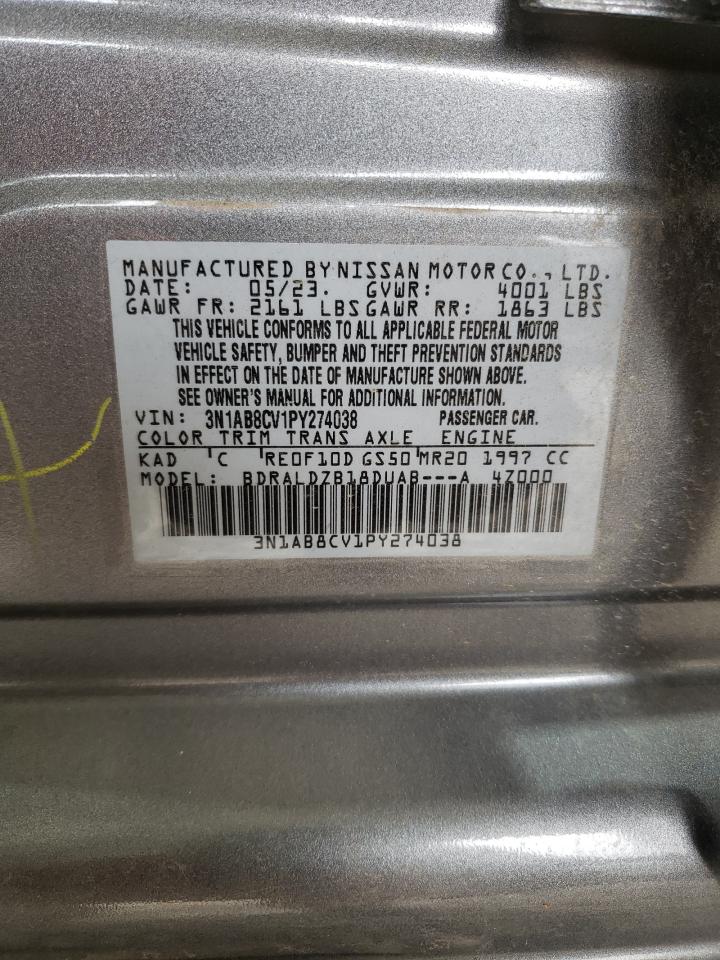 MANUFACTURED BY NISSAN MOTOR CO., LTD.
DATE: 05/23. GVWR: 4001 LBS
GAWR FR: 2161 LBS GAWR RR: 1863 LBS
THIS VEHICLE CONFORMS TO ALL APPLICABLE FEDERAL MOTOR
VEHICLE SAFETY, BUMPER AND THEFT PREVENTION STANDARDS
IN EFFECT ON THE DATE OF MANUFACTURE SHOWN ABOVE.
SEE OWNER'S MANUAL FOR ADDITIONAL INFORMATION.
VIN: 3N1AB8CV1PY274038 PASSENGER CAR.
COLOR TRIM TRANS AXLE ENGINE
KAD 'C 'RE0F10D GS50'MR20 1997 CC
MODEL: BDRALDZB18DUAB---A 4Z000
3N1AB8CV1PY274038